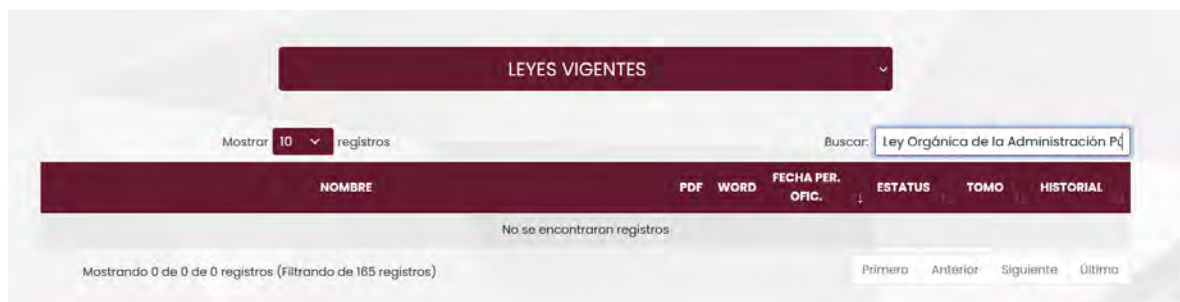 LEYES VIGENTES
Mostrar 10 registros
Buscar: Ley Orgánica de la Administración Pú
NOMBRE PDF WORD FECHA PER. OFIC. ESTATUS TOMO HISTORIAL
No se encontraron registros
Mostrando 0 de 0 de 0 registros (Filtrando de 165 registros)
Primero Anterior Siguiente Último